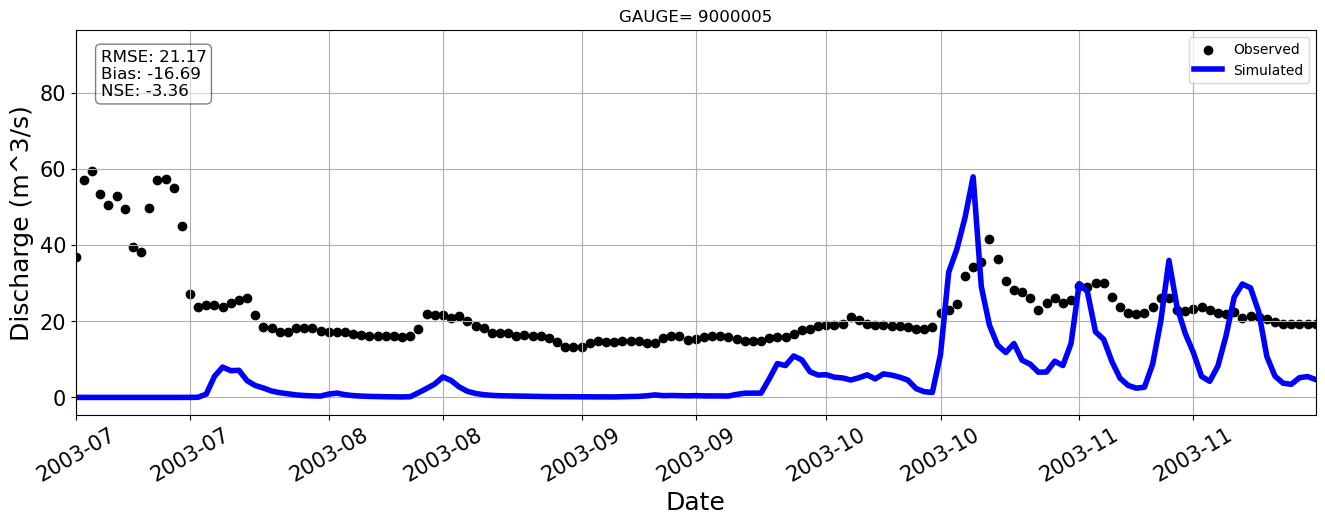 GAUGE= 9000005
RMSE: 21.17
Bias: -16.69
NSE: -3.36
Observed
Simulated
Discharge (m^3/s)
80
60
40
20
0
2003-07
2003-07
2003-08
2003-08
2003-09
2003-09
2003-10
2003-10
2003-11
2003-11
Date